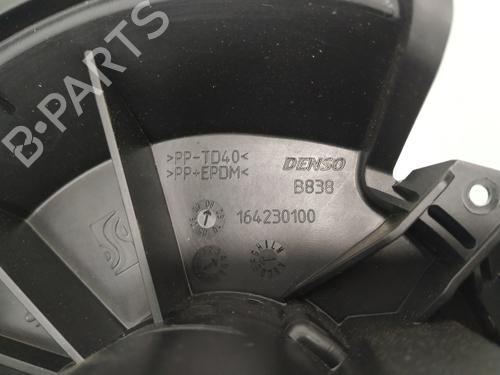 >PP-TD40<
>PP+EPDM<
DENSO
B838
164230100
B-PARTS